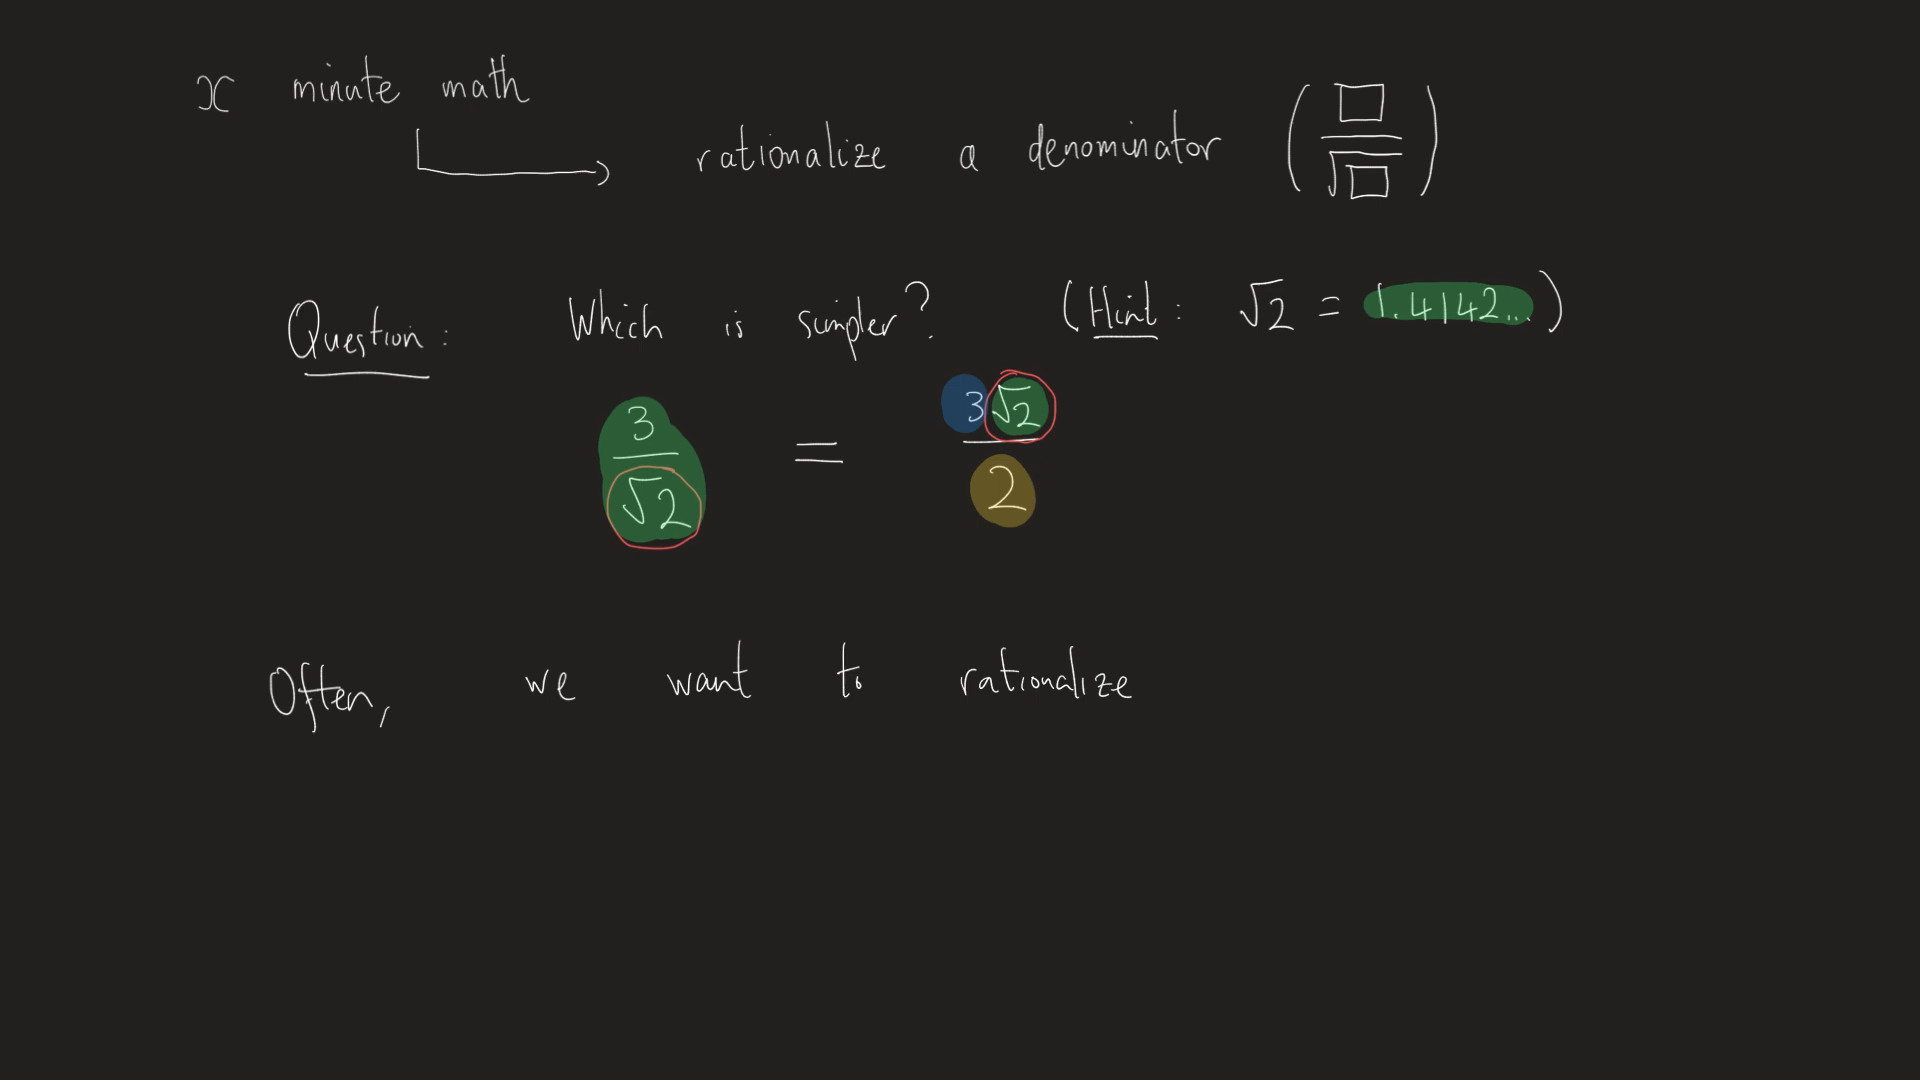 x minute math
rationalize a denominator (□/√□)
Question: Which is simpler? (Hint: √2 = 1.4142...)
3/√2 = 3√2/2
Often, we want to rationalize